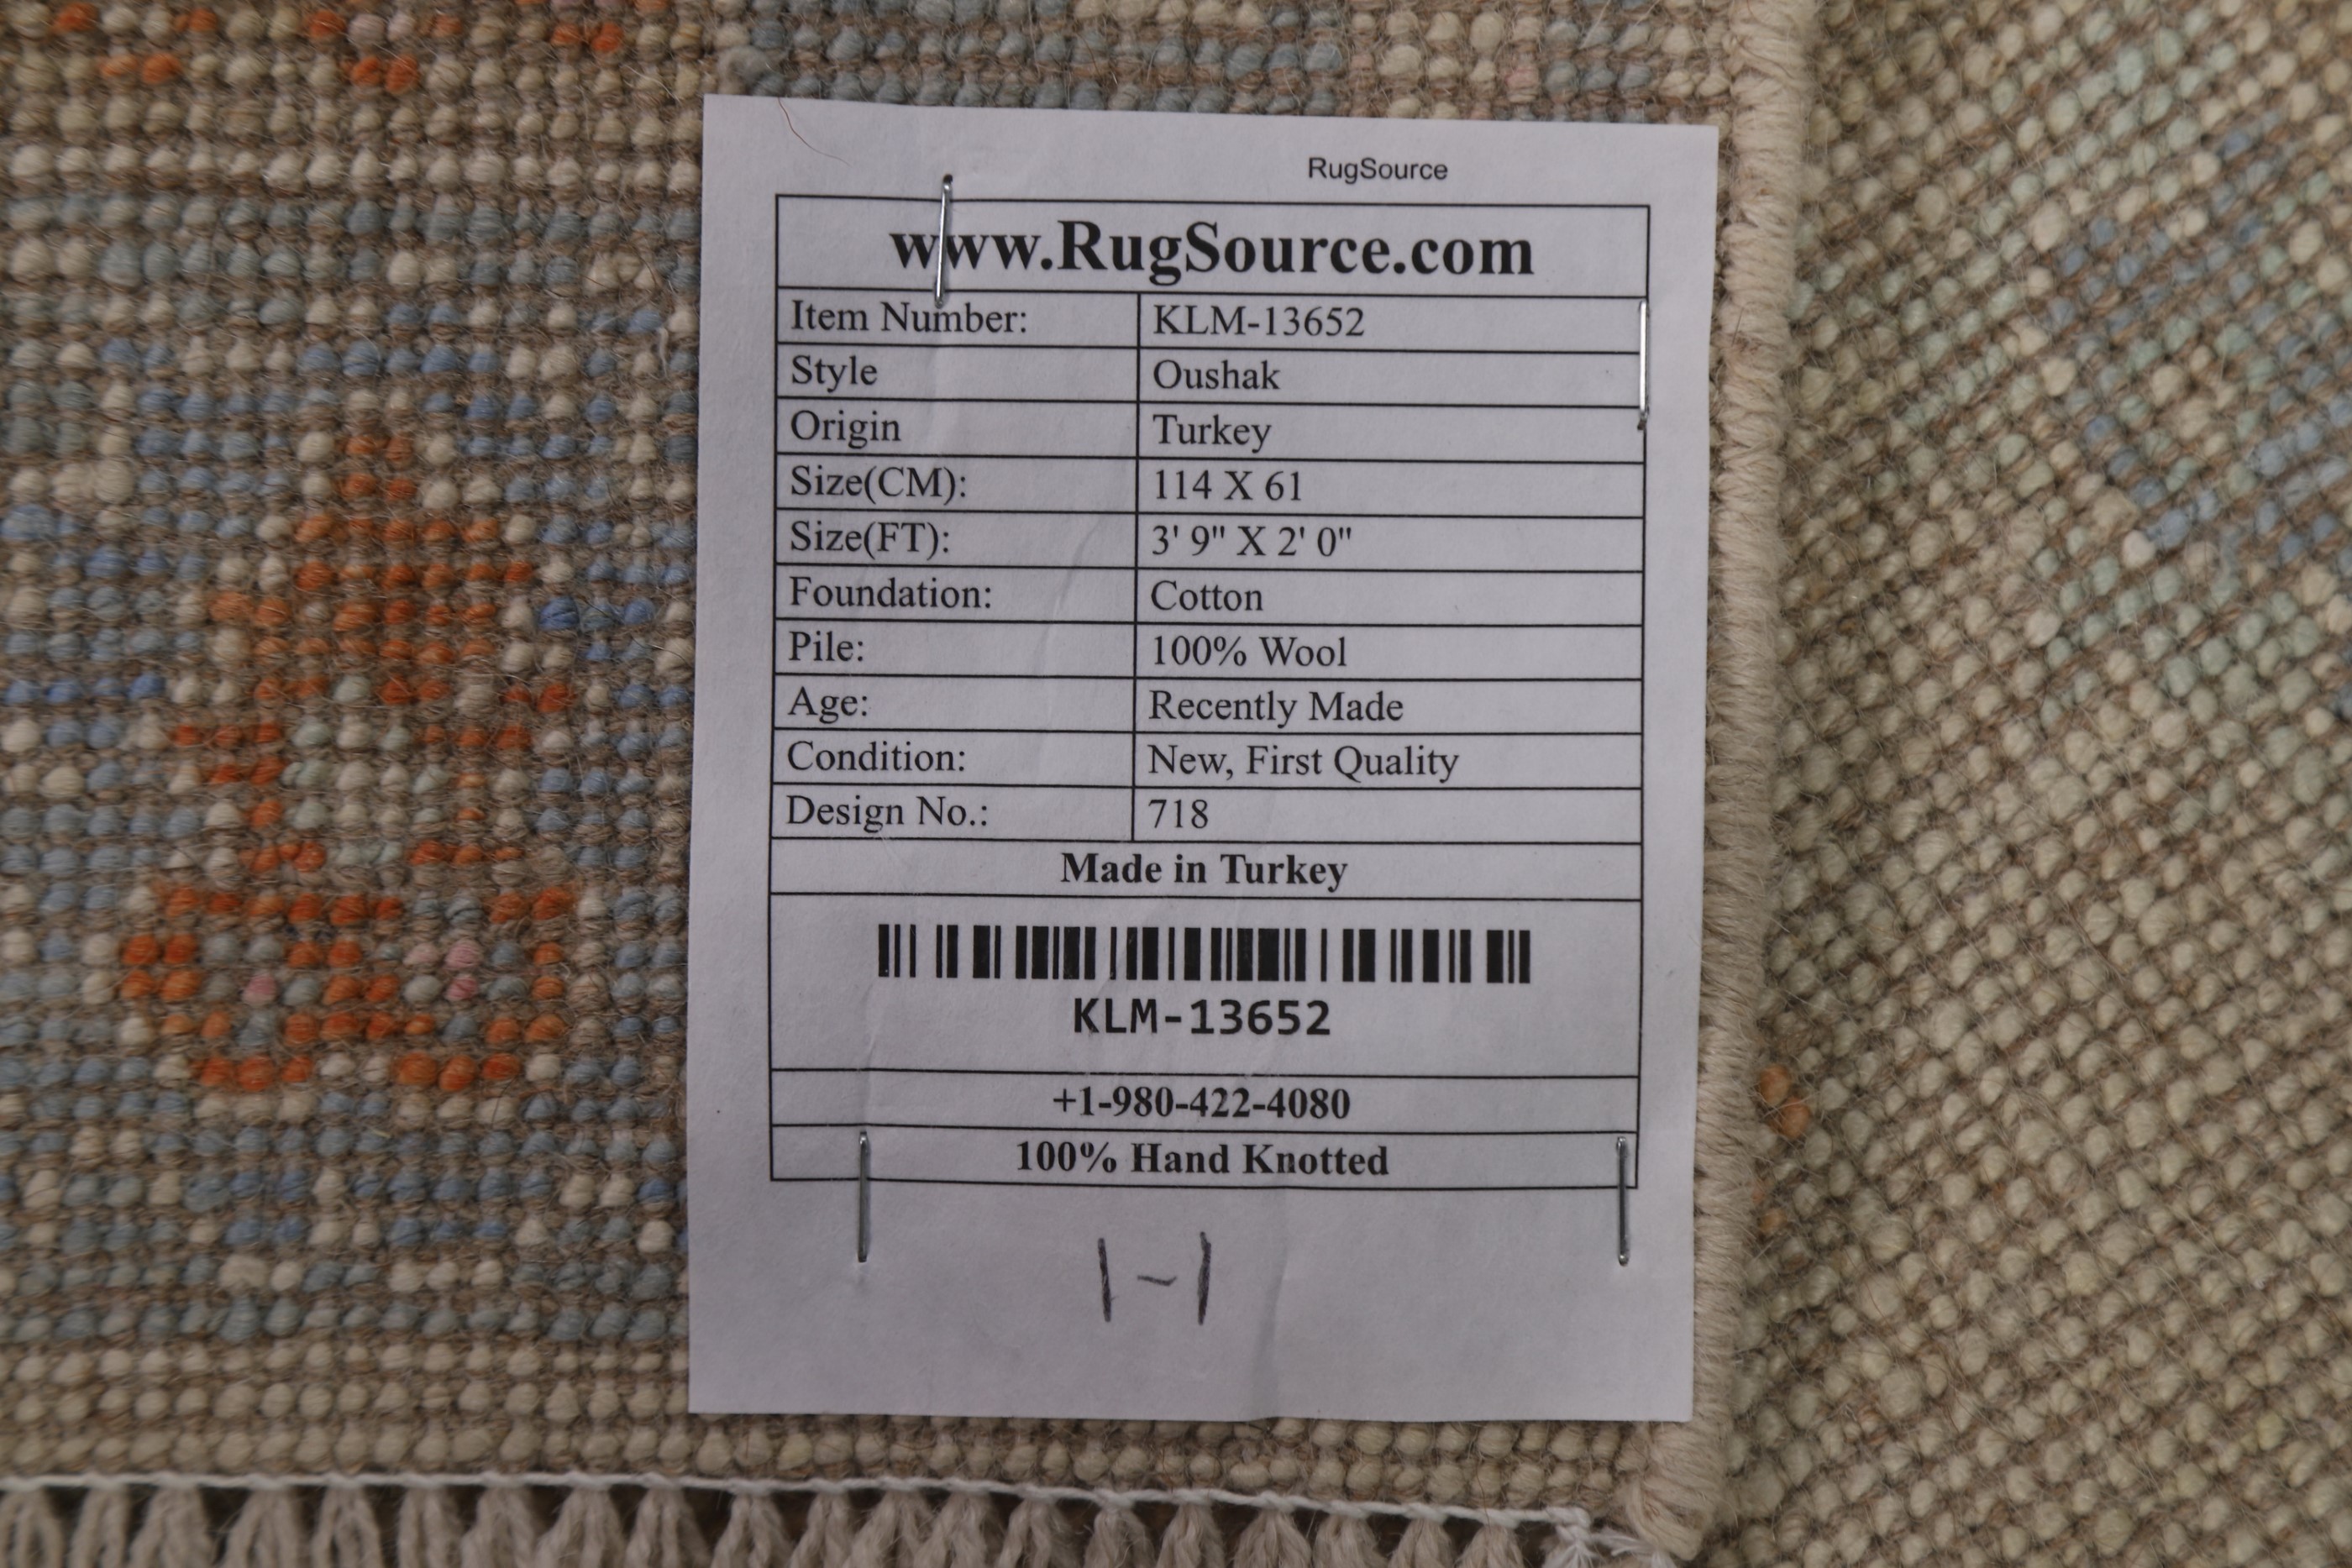 RugSource
www.RugSource.com
Item Number: KLM-13652
Style Oushak
Origin Turkey
Size(CM): 114 X 61
Size(FT): 3' 9" X 2' 0"
Foundation: Cotton
Pile: 100% Wool
Age: Recently Made
Condition: New, First Quality
Design No.: 718
Made in Turkey
KLM-13652
+1-980-422-4080
100% Hand Knotted
1-1